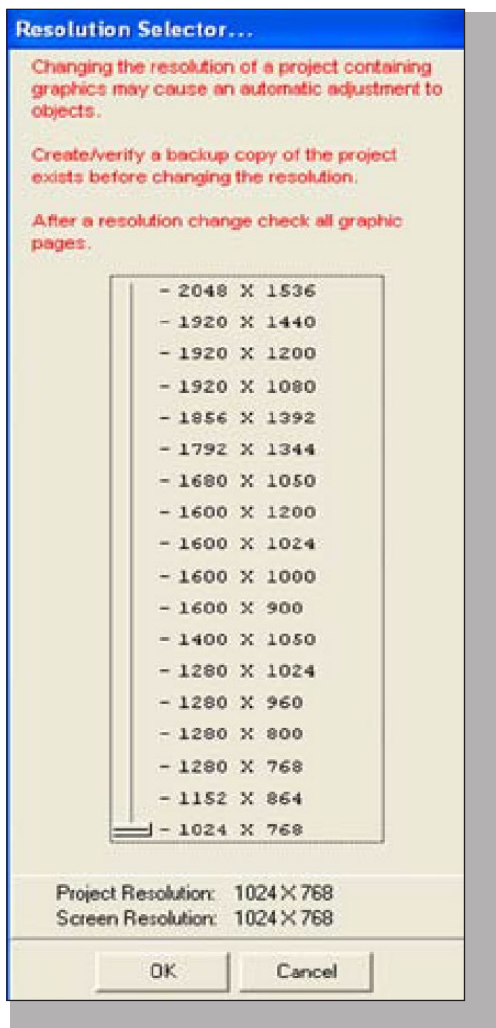 Resolution Selector...
Changing the resolution of a project containing
graphics may cause an automatic adjustment to
objects.
Create/verify a backup copy of the project
exists before changing the resolution.
After a resolution change check all graphic
pages.
- 2048 X 1536
- 1920 X 1440
- 1920 X 1200
- 1920 X 1080
- 1856 X 1392
- 1792 X 1344
- 1680 X 1050
- 1600 X 1200
- 1600 X 1024
- 1600 X 1000
- 1600 X 900
- 1400 X 1050
- 1280 X 1024
- 1280 X 960
- 1280 X 800
- 1280 X 768
- 1152 X 864
- 1024 X 768
Project Resolution: 1024 X 768
Screen Resolution: 1024 X 768
OK Cancel